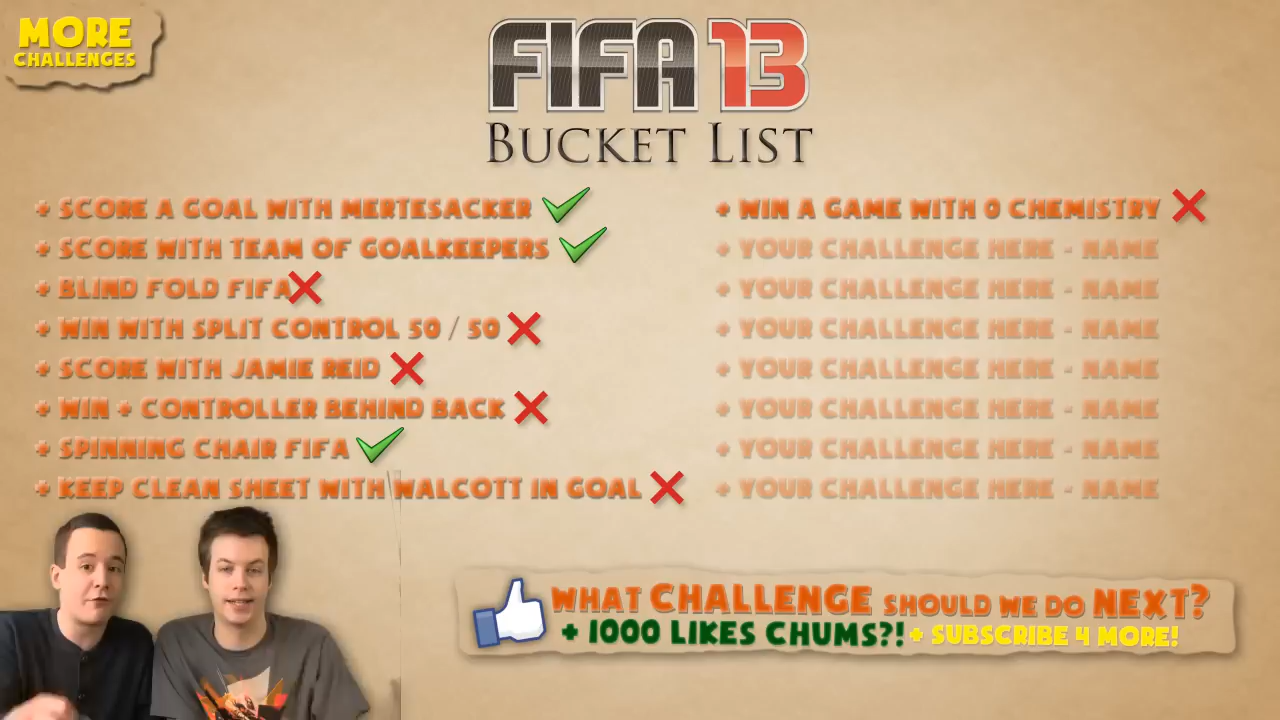 MORE
CHALLENGES
FIFA 13
BUCKET LIST
+ SCORE A GOAL WITH MERTESACKER
+ SCORE WITH TEAM OF GOALKEEPERS
+ BLIND FOLD FIFA
+ WIN WITH SPLIT CONTROL 50 / 50
+ SCORE WITH JAMIE REID
+ WIN + CONTROLLER BEHIND BACK
+ SPINNING CHAIR FIFA
+ KEEP CLEAN SHEET WITH WALCOTT IN GOAL
+ WIN A GAME WITH 0 CHEMISTRY
+ YOUR CHALLENGE HERE - NAME
+ YOUR CHALLENGE HERE - NAME
+ YOUR CHALLENGE HERE - NAME
+ YOUR CHALLENGE HERE - NAME
+ YOUR CHALLENGE HERE - NAME
+ YOUR CHALLENGE HERE - NAME
+ YOUR CHALLENGE HERE - NAME
WHAT CHALLENGE SHOULD WE DO NEXT?
+ 1000 LIKES CHUMS?! + SUBSCRIBE 4 MORE!